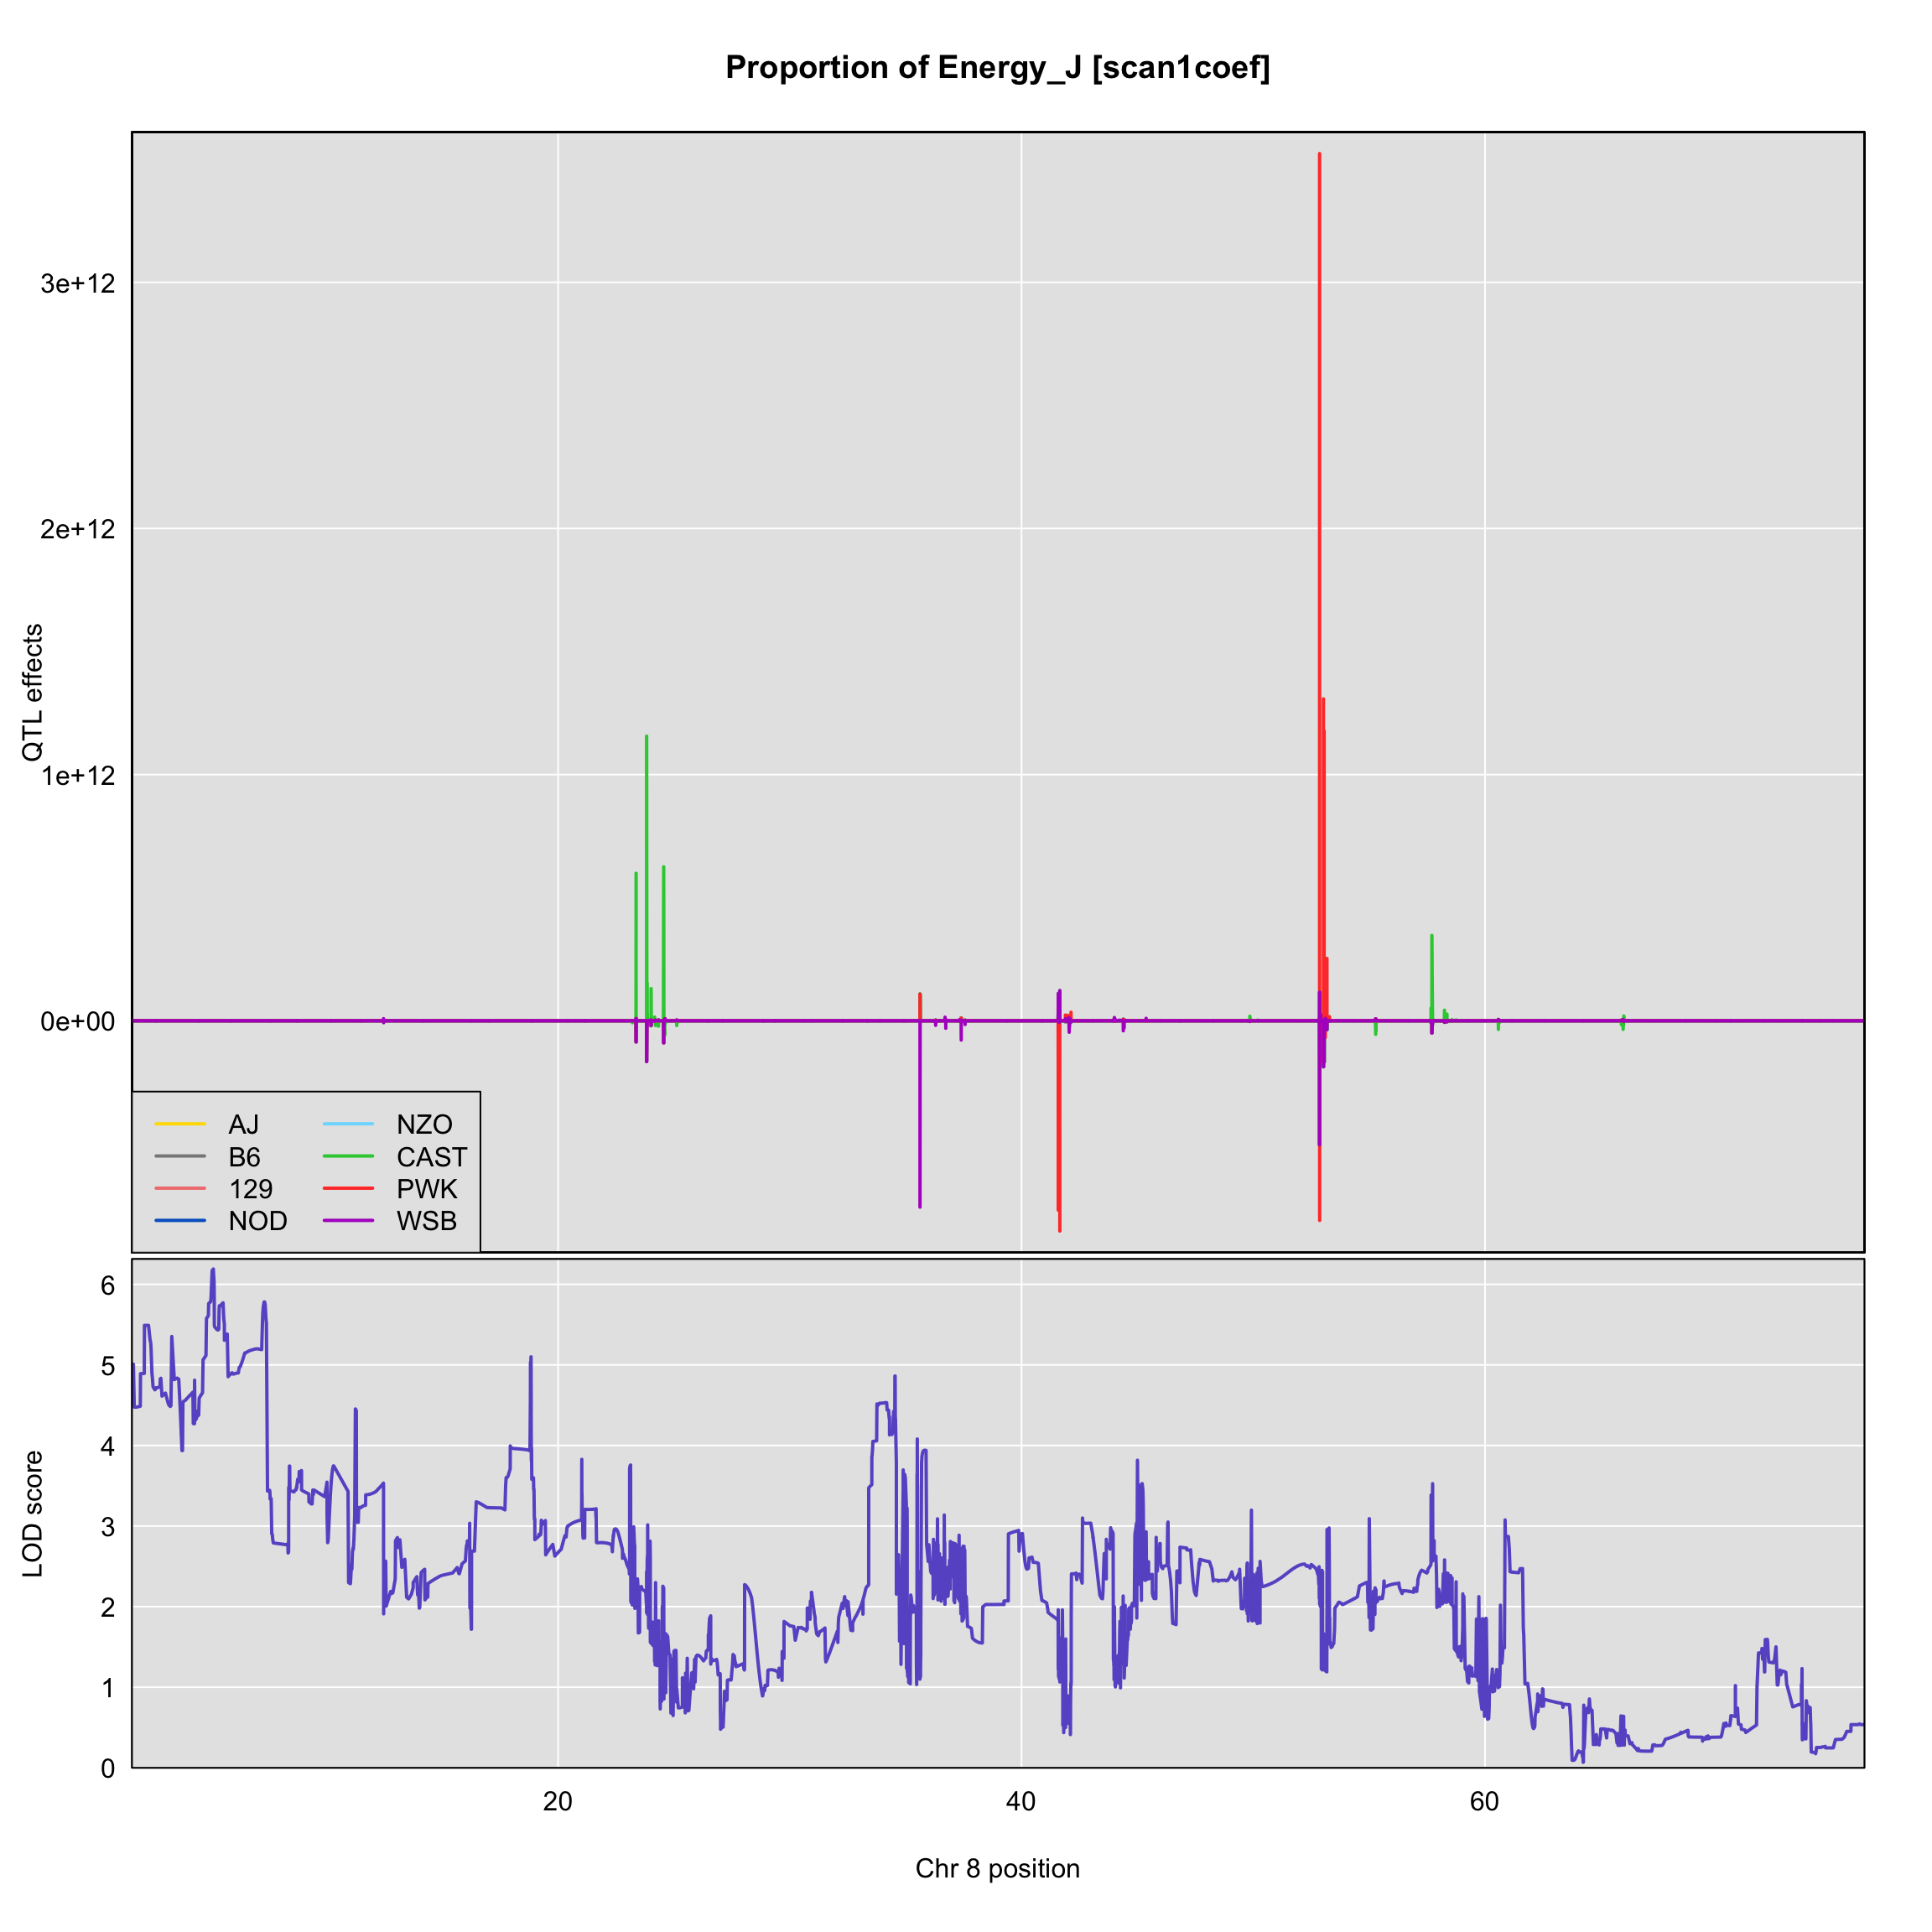 Proportion of Energy_J [scan1coef]
3e+12
2e+12
1e+12
0e+00
QTL effects
AJ NZO
B6 CAST
129 PWK
NOD WSB
6
5
4
3
2
1
0
LOD score
20 40 60
Chr 8 position